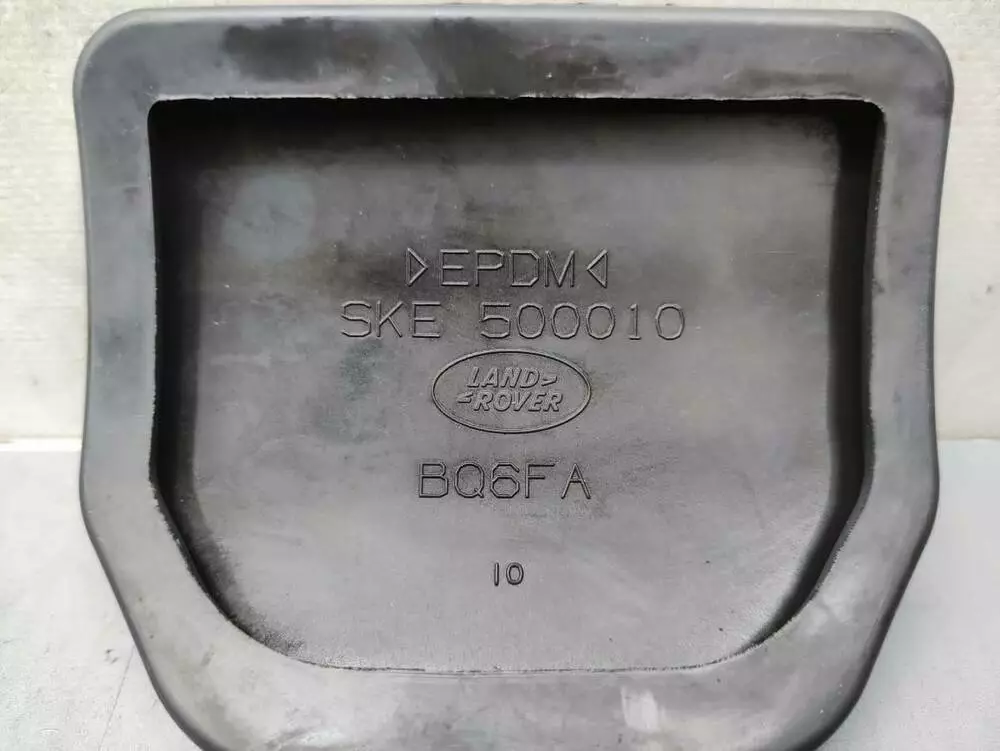 >EPDM<
SKE 500010
LAND
ROVER
BQ6FA
10